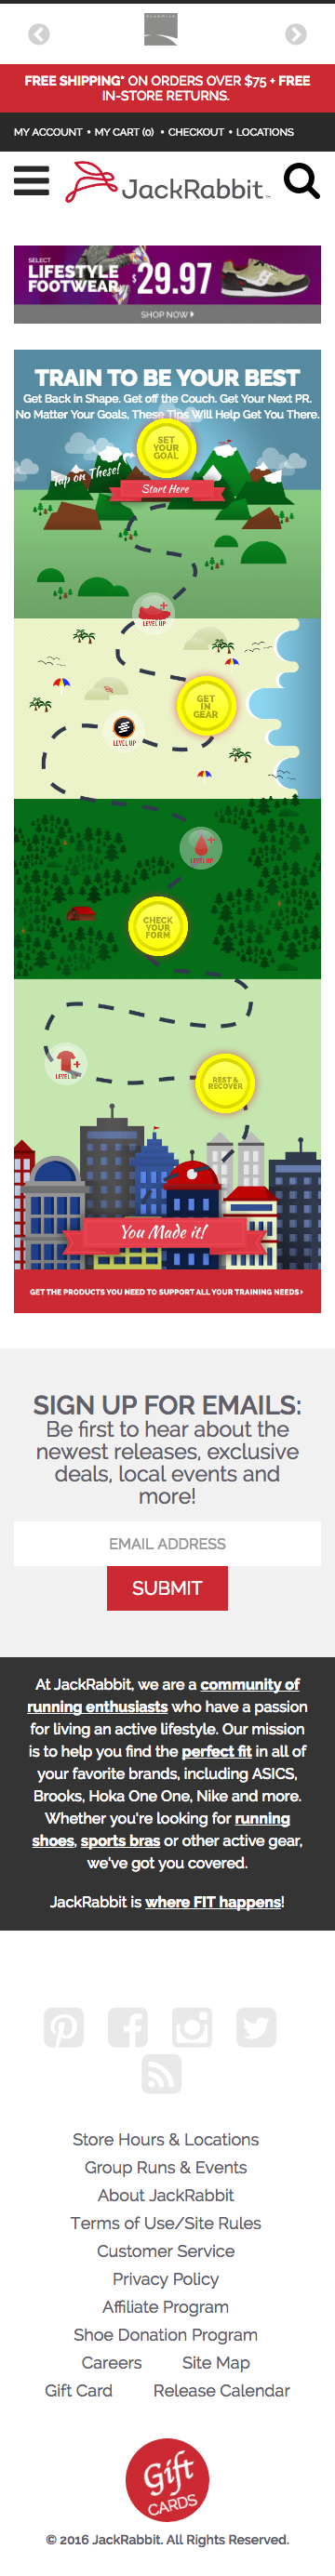 FREE SHIPPING* ON ORDERS OVER $75 + FREE
IN-STORE RETURNS.
MY ACCOUNT • MY CART (0) • CHECKOUT • LOCATIONS
JackRabbit
SELECT
LIFESTYLE
FOOTWEAR
$29.97
SHOP NOW
TRAIN TO BE YOUR BEST
Get Back in Shape. Get off the Couch. Get Your Next PR.
No Matter Your Goals, These Tips Will Help Get You There.
SET
YOUR
GOAL
Tap on These!
Start Here
LEVEL UP
GET
IN
GEAR
LEVEL UP
LEVEL UP
CHECK
YOUR
FORM
LEVEL UP
REST &
RECOVER
You Made it!
GET THE PRODUCTS YOU NEED TO SUPPORT ALL YOUR TRAINING NEEDS
SIGN UP FOR EMAILS:
Be first to hear about the
newest releases, exclusive
deals, local events and
more!
EMAIL ADDRESS
SUBMIT
At JackRabbit, we are a community of
running enthusiasts who have a passion
for living an active lifestyle. Our mission
is to help you find the perfect fit in all of
your favorite brands, including ASICS,
Brooks, Hoka One One, Nike and more.
Whether you're looking for running
shoes, sports bras or other active gear,
we've got you covered.
JackRabbit is where FIT happens!
Store Hours & Locations
Group Runs & Events
About JackRabbit
Terms of Use/Site Rules
Customer Service
Privacy Policy
Affiliate Program
Shoe Donation Program
Careers Site Map
Gift Card Release Calendar
Gift
CARDS
© 2016 JackRabbit. All Rights Reserved.